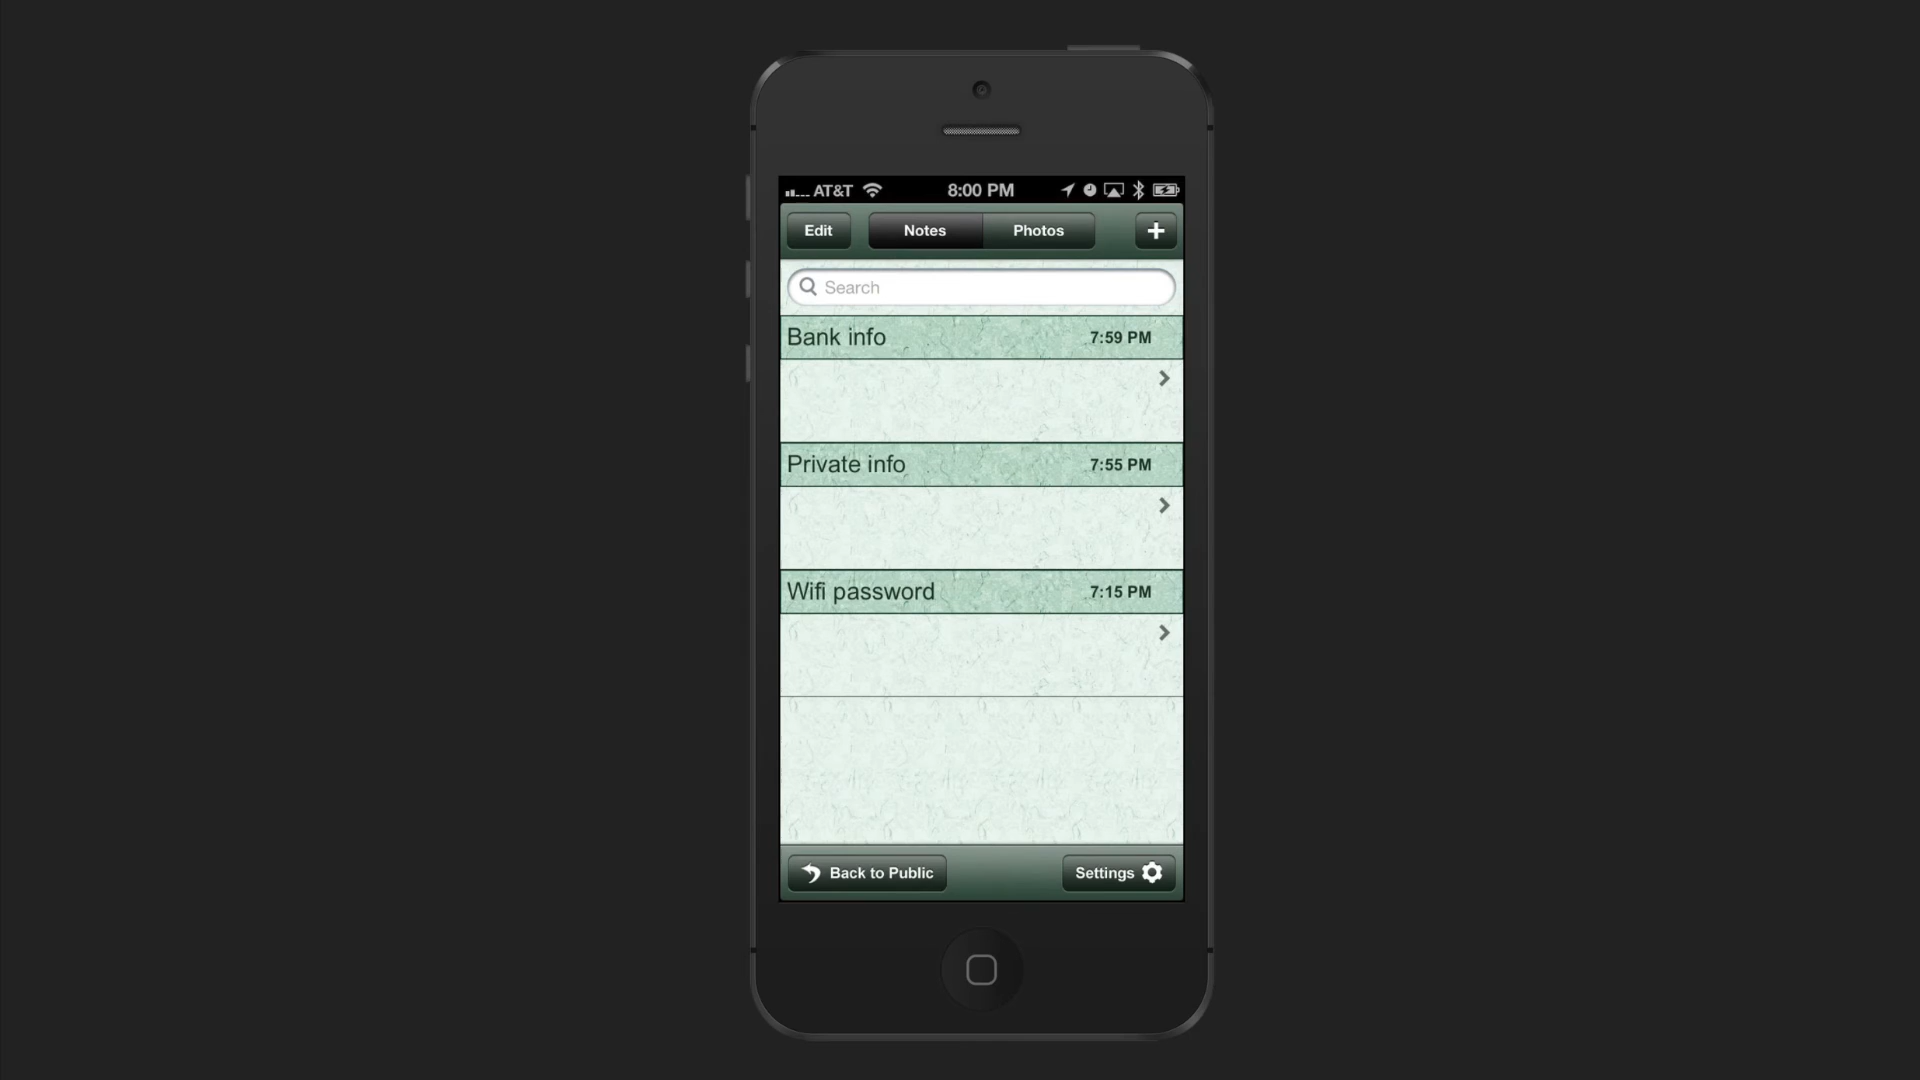 AT&T 8:00 PM
Edit Notes Photos
Search
Bank info 7:59 PM
Private info 7:55 PM
Wifi password 7:15 PM
Back to Public Settings